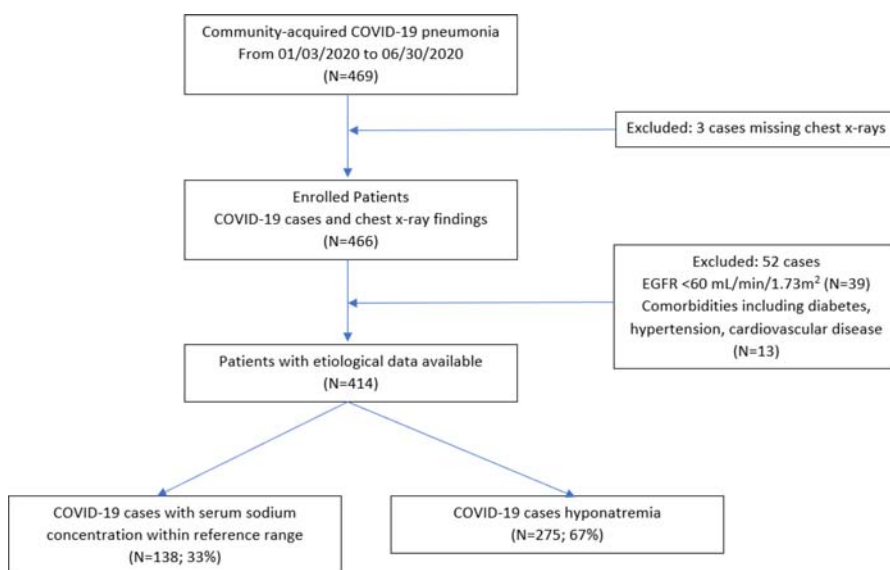 Community-acquired COVID-19 pneumonia
From 01/03/2020 to 06/30/2020
(N=469)
Excluded: 3 cases missing chest x-rays
Enrolled Patients
COVID-19 cases and chest x-ray findings
(N=466)
Excluded: 52 cases
EGFR <60 mL/min/1.73m² (N=39)
Comorbidities including diabetes,
hypertension, cardiovascular disease
(N=13)
Patients with etiological data available
(N=414)
COVID-19 cases with serum sodium
concentration within reference range
(N=138; 33%)
COVID-19 cases hyponatremia
(N=275; 67%)